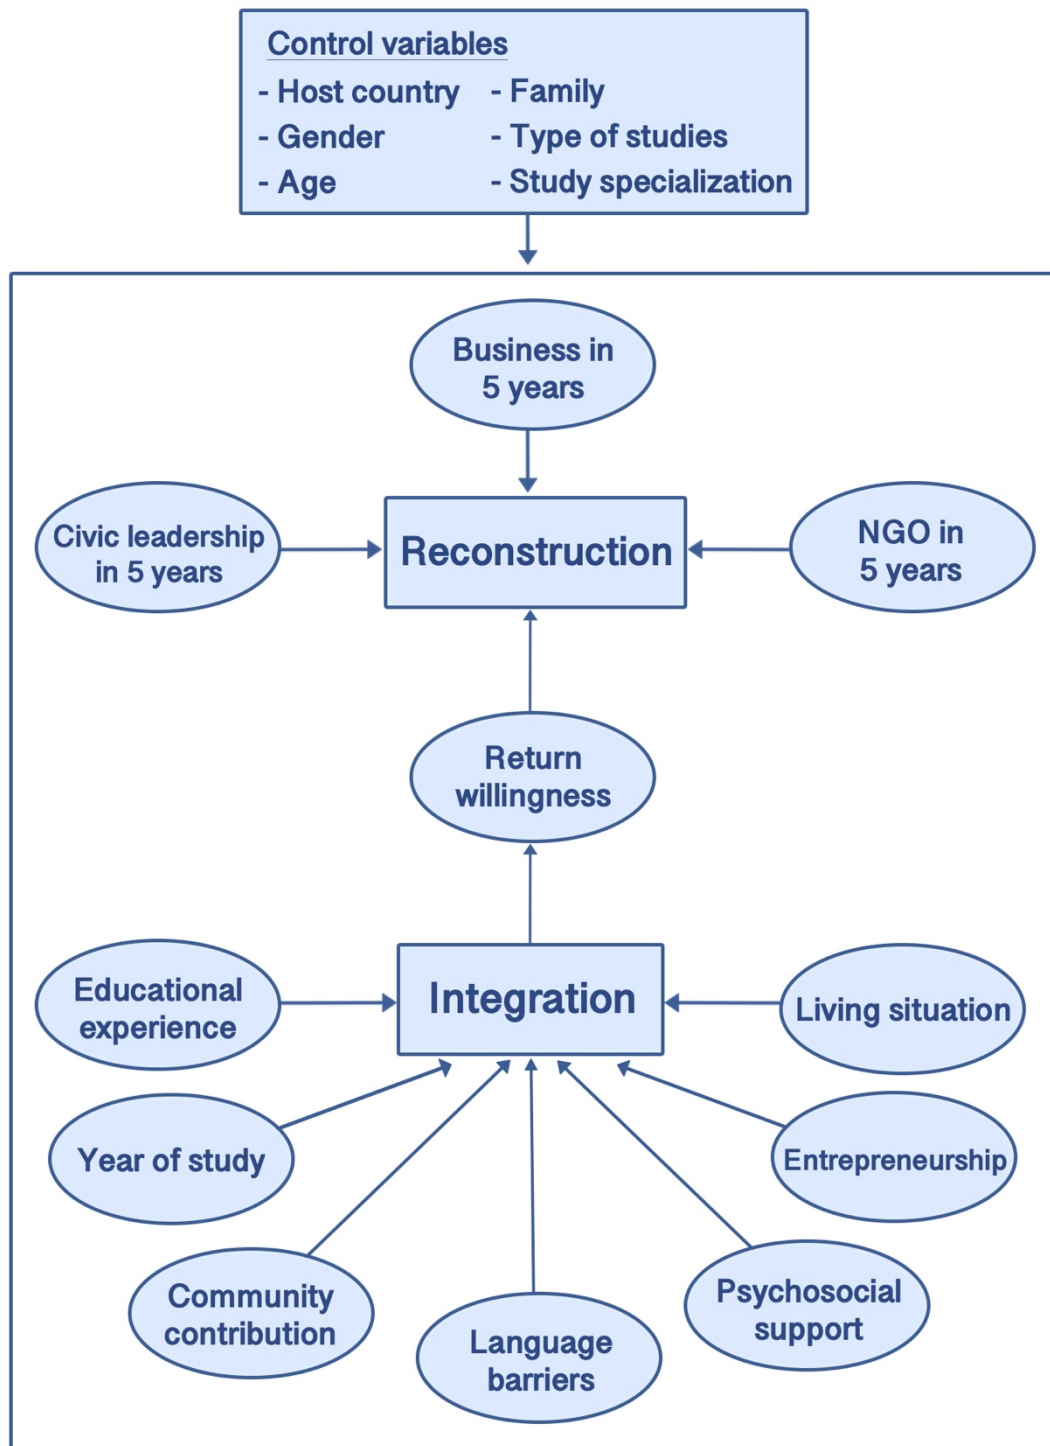 Control variables
- Host country
- Family
- Gender
- Type of studies
- Age
- Study specialization
Business in
5 years
Civic leadership
in 5 years
Reconstruction
NGO in
5 years
Return
willingness
Educational
experience
Integration
Living situation
Year of study
Entrepreneurship
Community
contribution
Language
barriers
Psychosocial
support